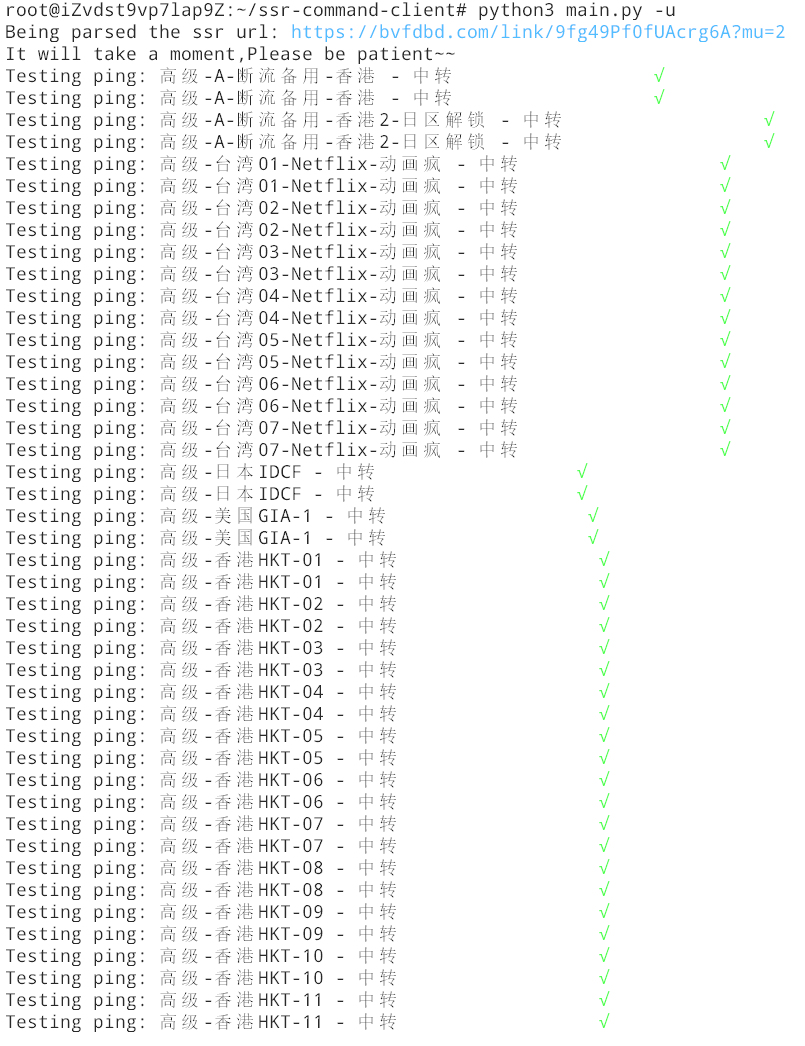 root@iZvdst9vp7lap9Z:~/ssr-command-client# python3 main.py -u
Being parsed the ssr url: https://bvfdbd.com/link/9fg49PfOfUAcrg6A?mu=2
It will take a moment,Please be patient~~
Testing ping: 高级-A-断流备用-香港 - 中转 √
Testing ping: 高级-A-断流备用-香港 - 中转 √
Testing ping: 高级-A-断流备用-香港2-日区解锁 - 中转 √
Testing ping: 高级-A-断流备用-香港2-日区解锁 - 中转 √
Testing ping: 高级-台湾01-Netflix-动画疯 - 中转 √
Testing ping: 高级-台湾01-Netflix-动画疯 - 中转 √
Testing ping: 高级-台湾02-Netflix-动画疯 - 中转 √
Testing ping: 高级-台湾02-Netflix-动画疯 - 中转 √
Testing ping: 高级-台湾03-Netflix-动画疯 - 中转 √
Testing ping: 高级-台湾03-Netflix-动画疯 - 中转 √
Testing ping: 高级-台湾04-Netflix-动画疯 - 中转 √
Testing ping: 高级-台湾04-Netflix-动画疯 - 中转 √
Testing ping: 高级-台湾05-Netflix-动画疯 - 中转 √
Testing ping: 高级-台湾05-Netflix-动画疯 - 中转 √
Testing ping: 高级-台湾06-Netflix-动画疯 - 中转 √
Testing ping: 高级-台湾06-Netflix-动画疯 - 中转 √
Testing ping: 高级-台湾07-Netflix-动画疯 - 中转 √
Testing ping: 高级-台湾07-Netflix-动画疯 - 中转 √
Testing ping: 高级-日本IDCF - 中转 √
Testing ping: 高级-日本IDCF - 中转 √
Testing ping: 高级-美国GIA-1 - 中转 √
Testing ping: 高级-美国GIA-1 - 中转 √
Testing ping: 高级-香港HKT-01 - 中转 √
Testing ping: 高级-香港HKT-01 - 中转 √
Testing ping: 高级-香港HKT-02 - 中转 √
Testing ping: 高级-香港HKT-02 - 中转 √
Testing ping: 高级-香港HKT-03 - 中转 √
Testing ping: 高级-香港HKT-03 - 中转 √
Testing ping: 高级-香港HKT-04 - 中转 √
Testing ping: 高级-香港HKT-04 - 中转 √
Testing ping: 高级-香港HKT-05 - 中转 √
Testing ping: 高级-香港HKT-05 - 中转 √
Testing ping: 高级-香港HKT-06 - 中转 √
Testing ping: 高级-香港HKT-06 - 中转 √
Testing ping: 高级-香港HKT-07 - 中转 √
Testing ping: 高级-香港HKT-07 - 中转 √
Testing ping: 高级-香港HKT-08 - 中转 √
Testing ping: 高级-香港HKT-08 - 中转 √
Testing ping: 高级-香港HKT-09 - 中转 √
Testing ping: 高级-香港HKT-09 - 中转 √
Testing ping: 高级-香港HKT-10 - 中转 √
Testing ping: 高级-香港HKT-10 - 中转 √
Testing ping: 高级-香港HKT-11 - 中转 √
Testing ping: 高级-香港HKT-11 - 中转 √